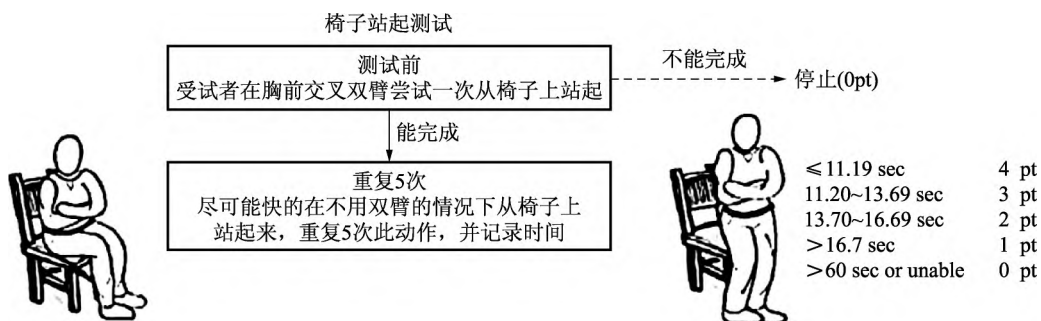 椅子站起测试
测试前
受试者在胸前交叉双臂尝试一次从椅子上站起
不能完成
停止(0pt)
能完成
重复5次
尽可能快的在不用双臂的情况下从椅子上
站起来，重复5次此动作，并记录时间
≤11.19 sec 4 pt
11.20~13.69 sec 3 pt
13.70~16.69 sec 2 pt
>16.7 sec 1 pt
>60 sec or unable 0 pt